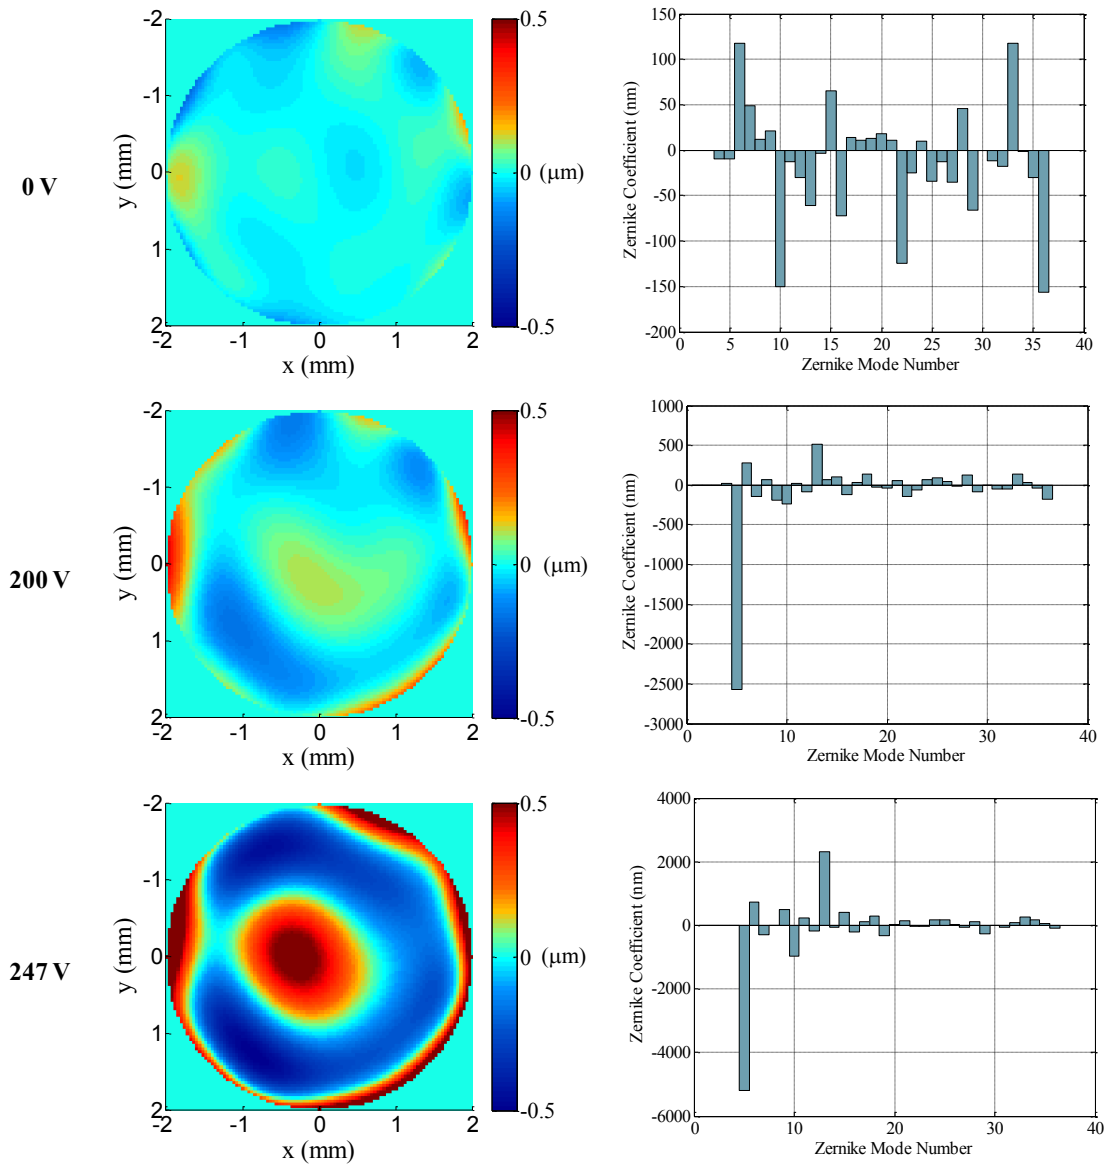 0 V
-2
-1
0
1
2
y (mm)
-2 -1 0 1 2
x (mm)
0.5
0 (μm)
-0.5
150
100
50
0
-50
-100
-150
-200
Zernike Coefficient (nm)
0 5 10 15 20 25 30 35 40
Zernike Mode Number
200 V
-2
-1
0
1
2
y (mm)
-2 -1 0 1 2
x (mm)
0.5
0 (μm)
-0.5
1000
500
0
-500
-1000
-1500
-2000
-2500
-3000
Zernike Coefficient (nm)
0 10 20 30 40
Zernike Mode Number
247 V
-2
-1
0
1
2
y (mm)
-2 -1 0 1 2
x (mm)
0.5
0 (μm)
-0.5
4000
2000
0
-2000
-4000
-6000
Zernike Coefficient (nm)
0 10 20 30 40
Zernike Mode Number